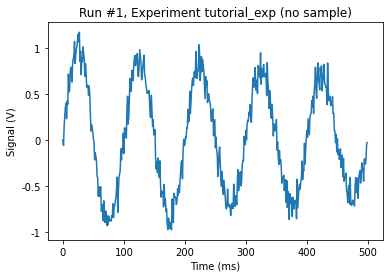 Run #1, Experiment tutorial_exp (no sample)
Signal (V)
1
0.5
0
-0.5
-1
0 100 200 300 400 500
Time (ms)